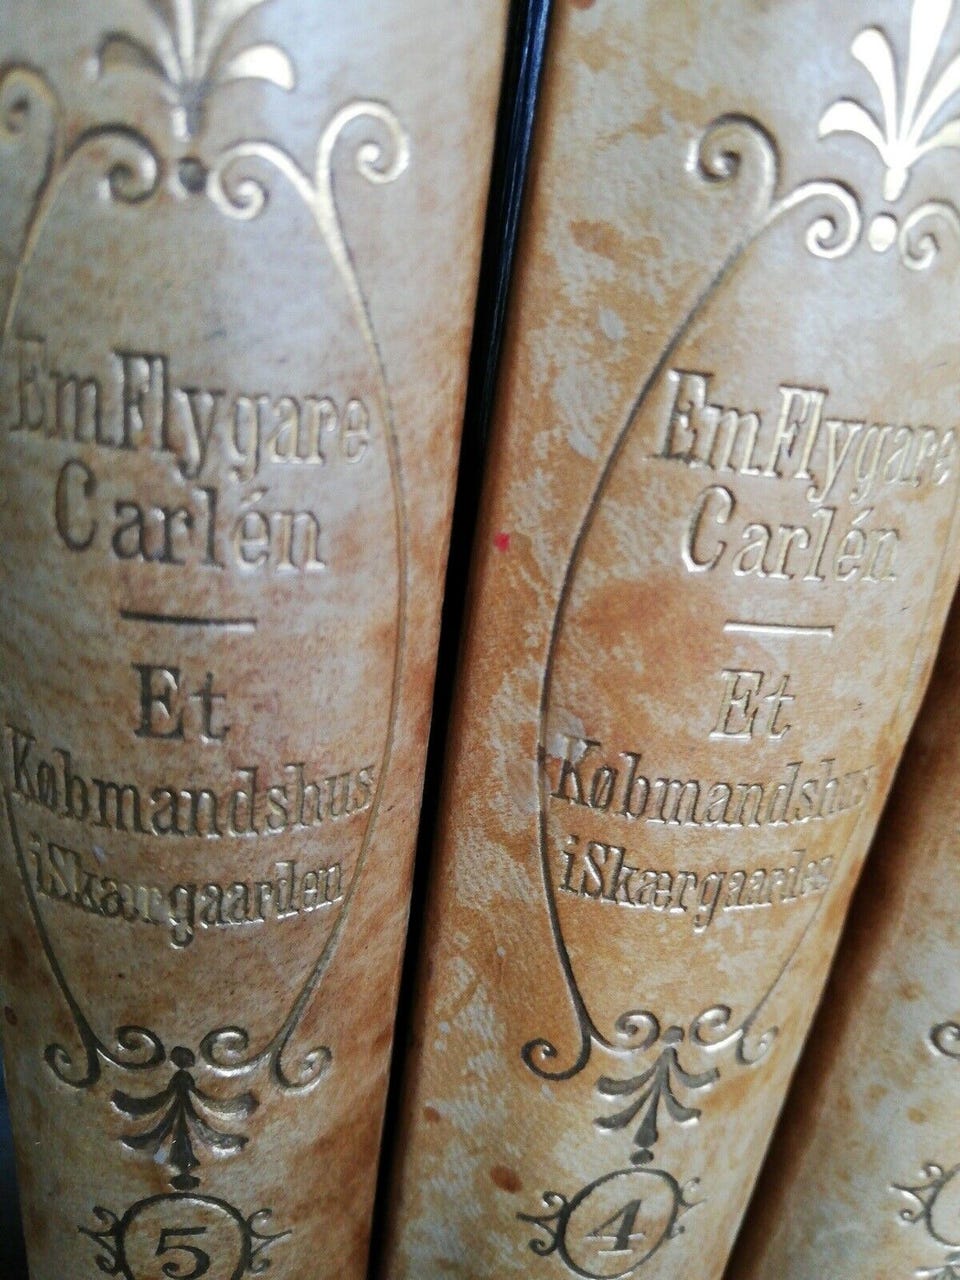 Em Flygare
Carlén
Et
Købmandshus
i Skærgaarden
5
Em Flygare
Carlén
Et
Købmandshus
i Skærgaarden
4